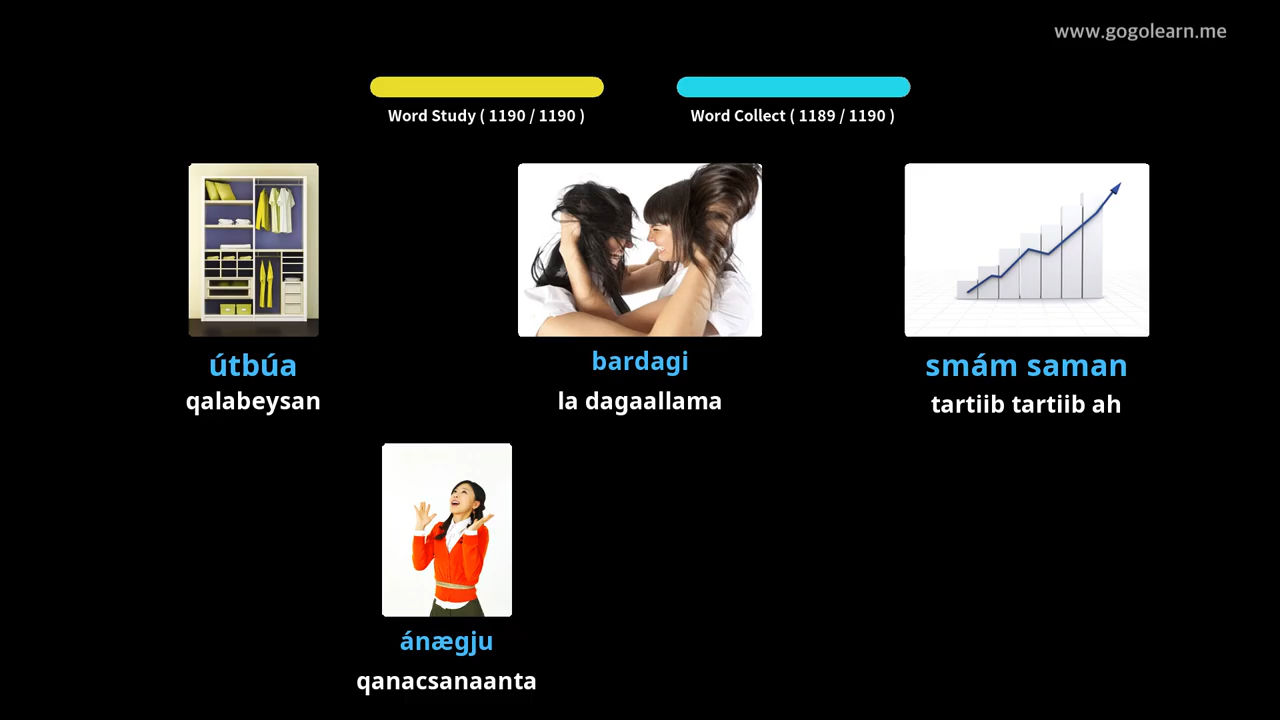 www.gogolearn.me
Word Study ( 1190 / 1190 )
Word Collect ( 1189 / 1190 )
útbúa
qalabeysan
bardagi
la dagaallama
smám saman
tartiib tartiib ah
ánægju
qanacsanaanta